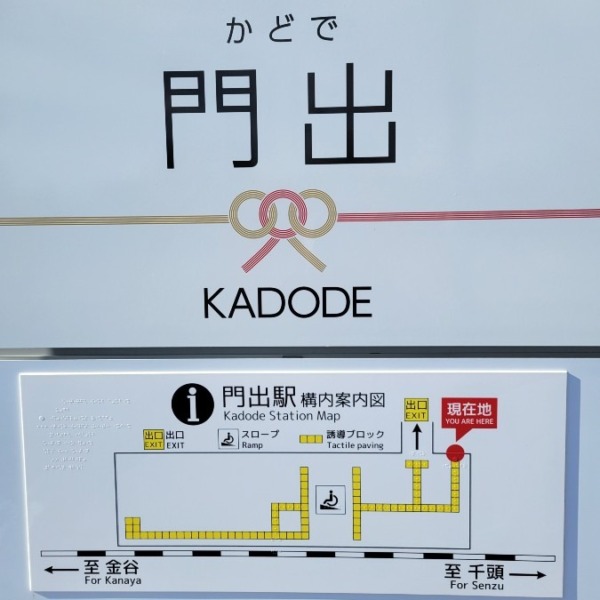 かどで
門出
KADODE
i 門出駅 構内案内図
Kadode Station Map
出口 EXIT 出口 EXIT
スロープ Ramp
誘導ブロック Tactile paving
出口 EXIT
現在地
YOU ARE HERE
至 金谷
For Kanaya
至 千頭
For Senzu